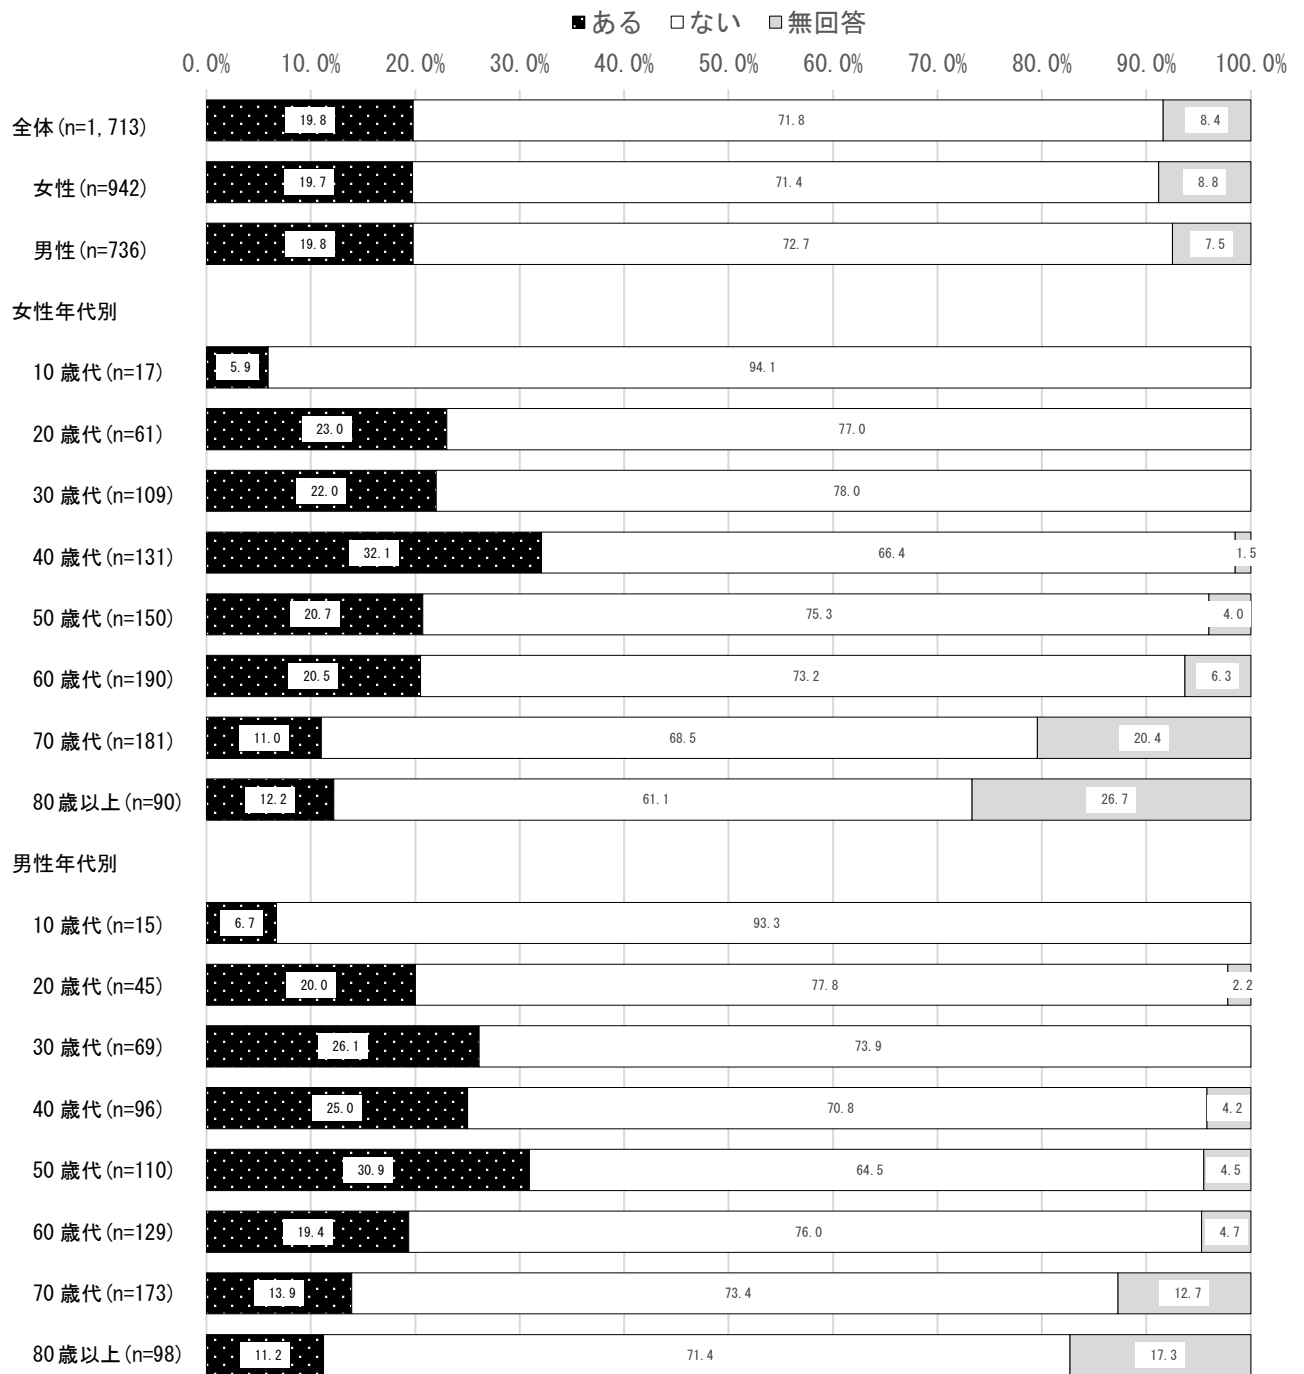 ■ある □ない ■無回答
0.0% 10.0% 20.0% 30.0% 40.0% 50.0% 60.0% 70.0% 80.0% 90.0% 100.0%
全体(n=1,713) 19.8 71.8 8.4
女性(n=942) 19.7 71.4 8.8
男性(n=736) 19.8 72.7 7.5
女性年代別
10歳代(n=17) 5.9 94.1
20歳代(n=61) 23.0 77.0
30歳代(n=109) 22.0 78.0
40歳代(n=131) 32.1 66.4 1.5
50歳代(n=150) 20.7 75.3 4.0
60歳代(n=190) 20.5 73.2 6.3
70歳代(n=181) 11.0 68.5 20.4
80歳以上(n=90) 12.2 61.1 26.7
男性年代別
10歳代(n=15) 6.7 93.3
20歳代(n=45) 20.0 77.8 2.2
30歳代(n=69) 26.1 73.9
40歳代(n=96) 25.0 70.8 4.2
50歳代(n=110) 30.9 64.5 4.5
60歳代(n=129) 19.4 76.0 4.7
70歳代(n=173) 13.9 73.4 12.7
80歳以上(n=98) 11.2 71.4 17.3